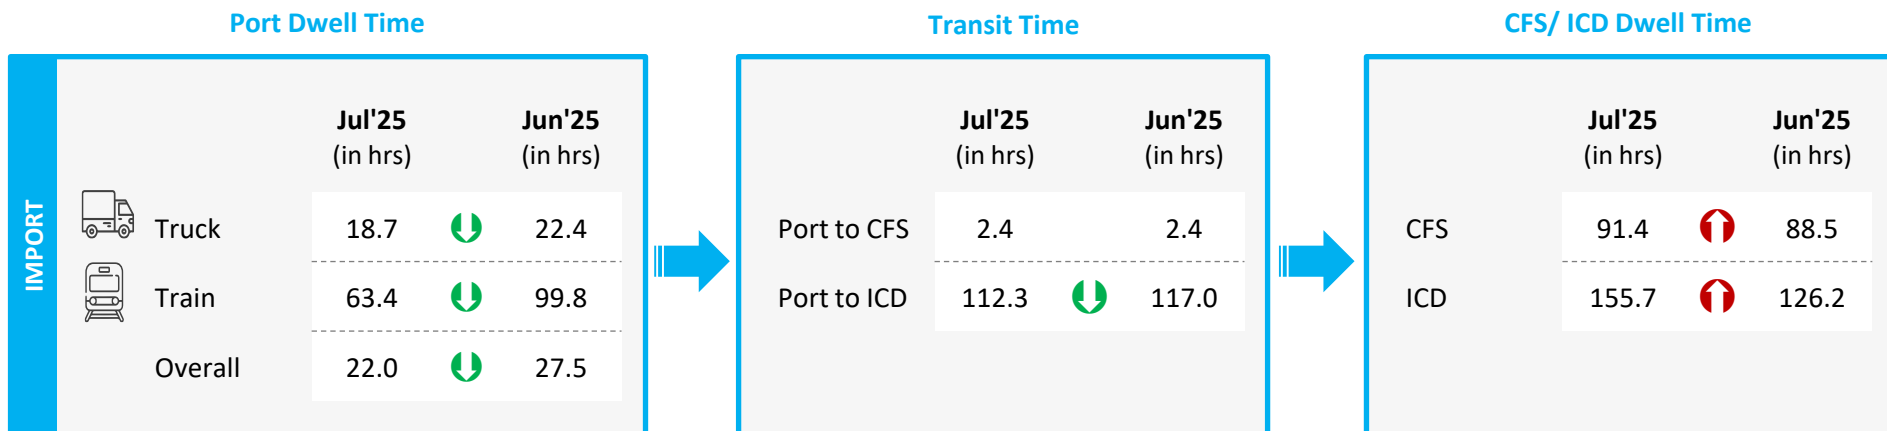 Port Dwell Time
Transit Time
CFS/ ICD Dwell Time
IMPORT
Jul'25 Jun'25
(in hrs) (in hrs)
Truck 18.7 22.4
Train 63.4 99.8
Overall 22.0 27.5
Jul'25 Jun'25
(in hrs) (in hrs)
Port to CFS 2.4 2.4
Port to ICD 112.3 117.0
Jul'25 Jun'25
(in hrs) (in hrs)
CFS 91.4 88.5
ICD 155.7 126.2